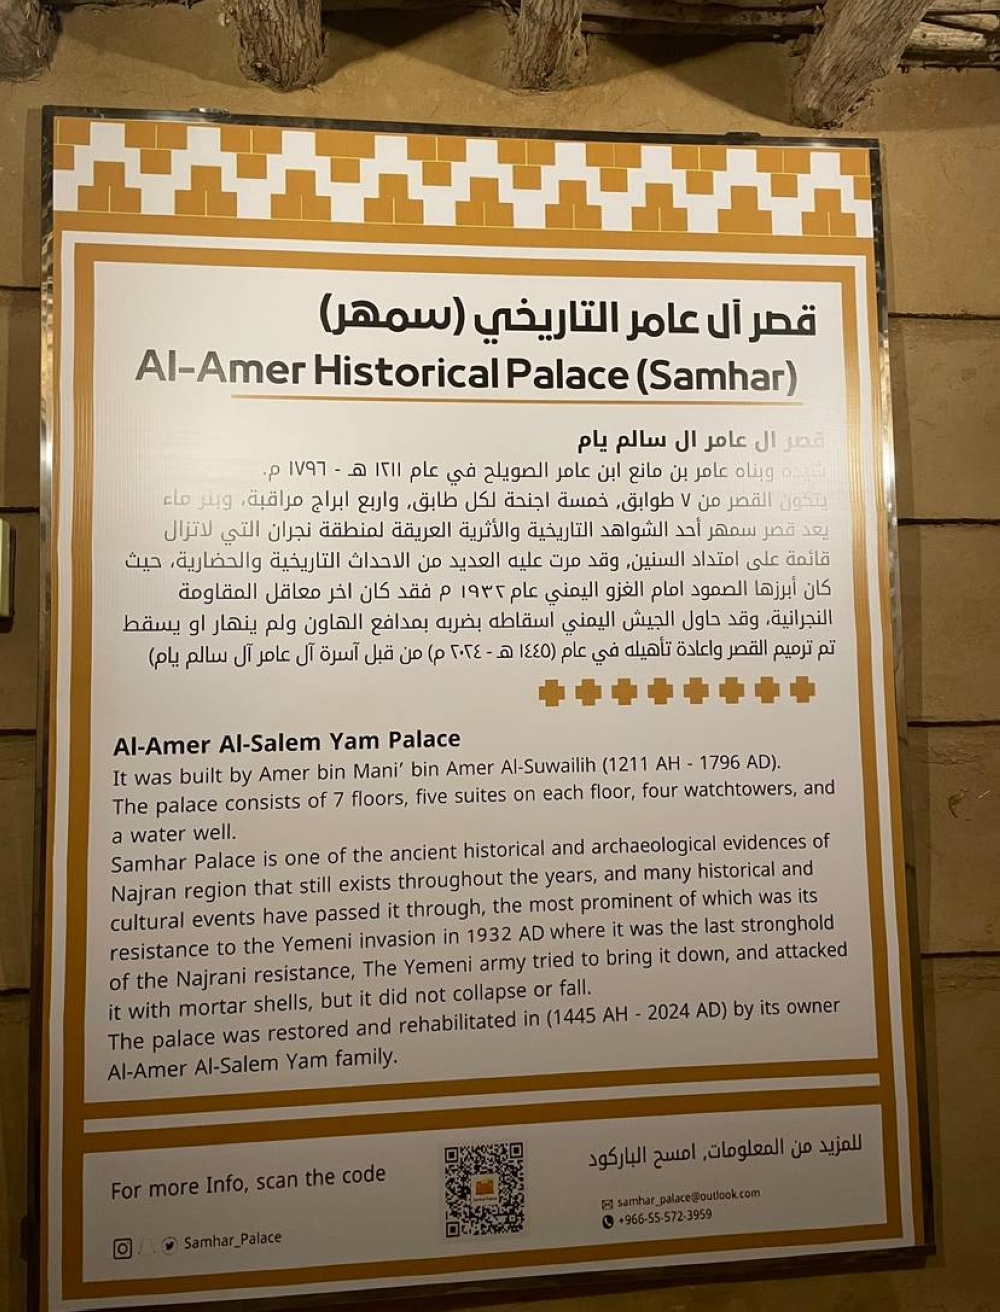 قصر آل عامر التاريخي (سمهر)
Al-Amer Historical Palace (Samhar)
قصر ال عامر ال سالم يام
وبناه عامر بن مانع ابن عامر الصويلح في عام ١٢١١ هـ - ١٧٩٦ م.
يتكون القصر من ٧ طوابق, خمسة اجنحة لكل طابق, واربع ابراج مراقبة, وبئر ماء
يعد قصر سمهر أحد الشواهد التاريخية والأثرية العريقة لمنطقة نجران التي لاتزال
قائمة على امتداد السنين, وقد مرت عليه العديد من الاحداث التاريخية والحضارية، حيث
كان أبرزها الصمود امام الغزو اليمني عام ١٩٣٢ م فقد كان اخر معاقل المقاومة
النجرانية، وقد حاول الجيش اليمني اسقاطه بضربه بمدافع الهاون ولم ينهار او يسقط
تم ترميم القصر واعادة تأهيله في عام (١٤٤٥ هـ - ٢٠٢٤ م) من قبل آسرة آل عامر آل سالم يام)
Al-Amer Al-Salem Yam Palace
It was built by Amer bin Mani’ bin Amer Al-Suwailih (1211 AH - 1796 AD).
The palace consists of 7 floors, five suites on each floor, four watchtowers, and
a water well.
Samhar Palace is one of the ancient historical and archaeological evidences of
Najran region that still exists throughout the years, and many historical and
cultural events have passed it through, the most prominent of which was its
resistance to the Yemeni invasion in 1932 AD where it was the last stronghold
of the Najrani resistance, The Yemeni army tried to bring it down, and attacked
it with mortar shells, but it did not collapse or fall.
The palace was restored and rehabilitated in (1445 AH - 2024 AD) by its owner
Al-Amer Al-Salem Yam family.
للمزيد من المعلومات, امسح الباركود
For more Info, scan the code
samhar_palace@outlook.com
+966-55-572-3959
Samhar_Palace